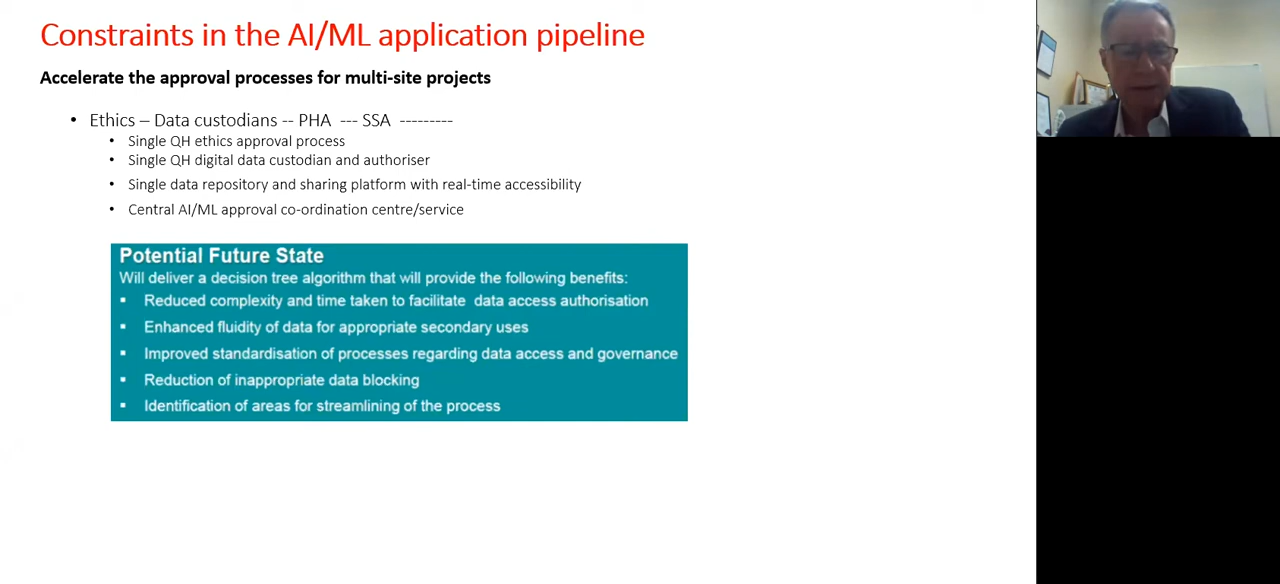 Constraints in the AI/ML application pipeline
Accelerate the approval processes for multi-site projects
• Ethics – Data custodians -- PHA --- SSA ---------
• Single QH ethics approval process
• Single QH digital data custodian and authoriser
• Single data repository and sharing platform with real-time accessibility
• Central AI/ML approval co-ordination centre/service
Potential Future State
Will deliver a decision tree algorithm that will provide the following benefits:
▪ Reduced complexity and time taken to facilitate data access authorisation
▪ Enhanced fluidity of data for appropriate secondary uses
▪ Improved standardisation of processes regarding data access and governance
▪ Reduction of inappropriate data blocking
▪ Identification of areas for streamlining of the process